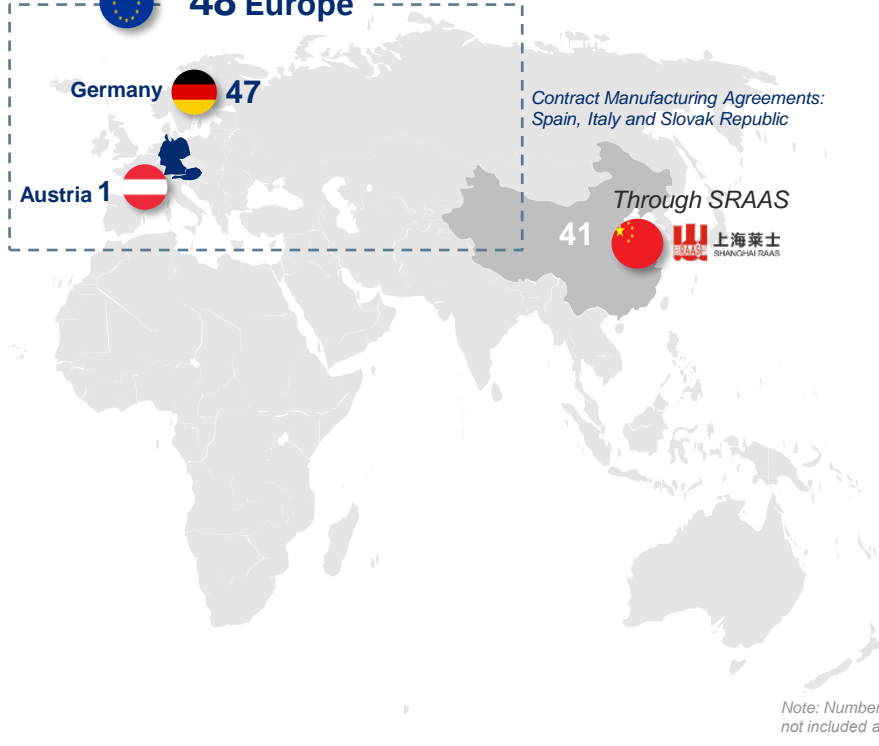 48 Europe
Germany 47
Contract Manufacturing Agreements:
Spain, Italy and Slovak Republic
Austria 1
Through SRAAS
41
上海莱士
SHANGHAI RAAS
Note: Number
not included a